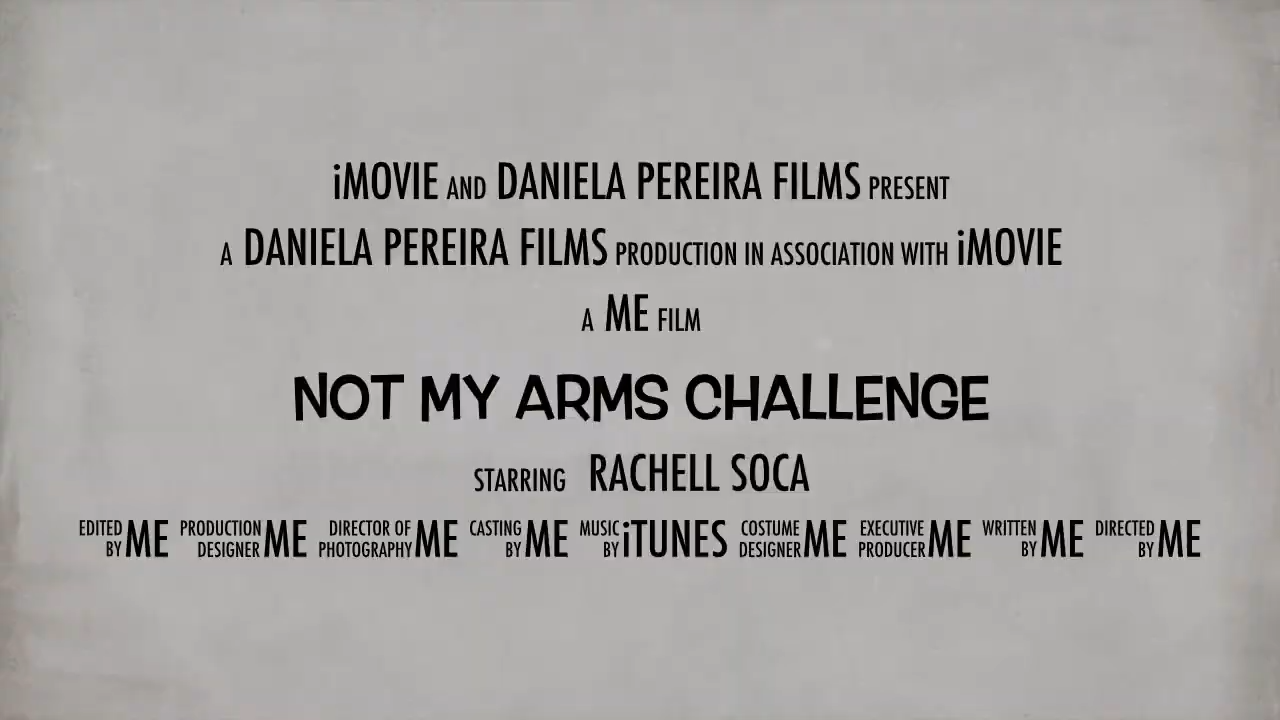 iMOVIE AND DANIELA PEREIRA FILMS PRESENT
A DANIELA PEREIRA FILMS PRODUCTION IN ASSOCIATION WITH iMOVIE
A ME FILM
NOT MY ARMS CHALLENGE
STARRING RACHELL SOCA
EDITED BY ME PRODUCTION DESIGNER ME DIRECTOR OF PHOTOGRAPHY ME CASTING BY ME MUSIC BY iTUNES COSTUME DESIGNER ME EXECUTIVE PRODUCER ME WRITTEN BY ME DIRECTED BY ME